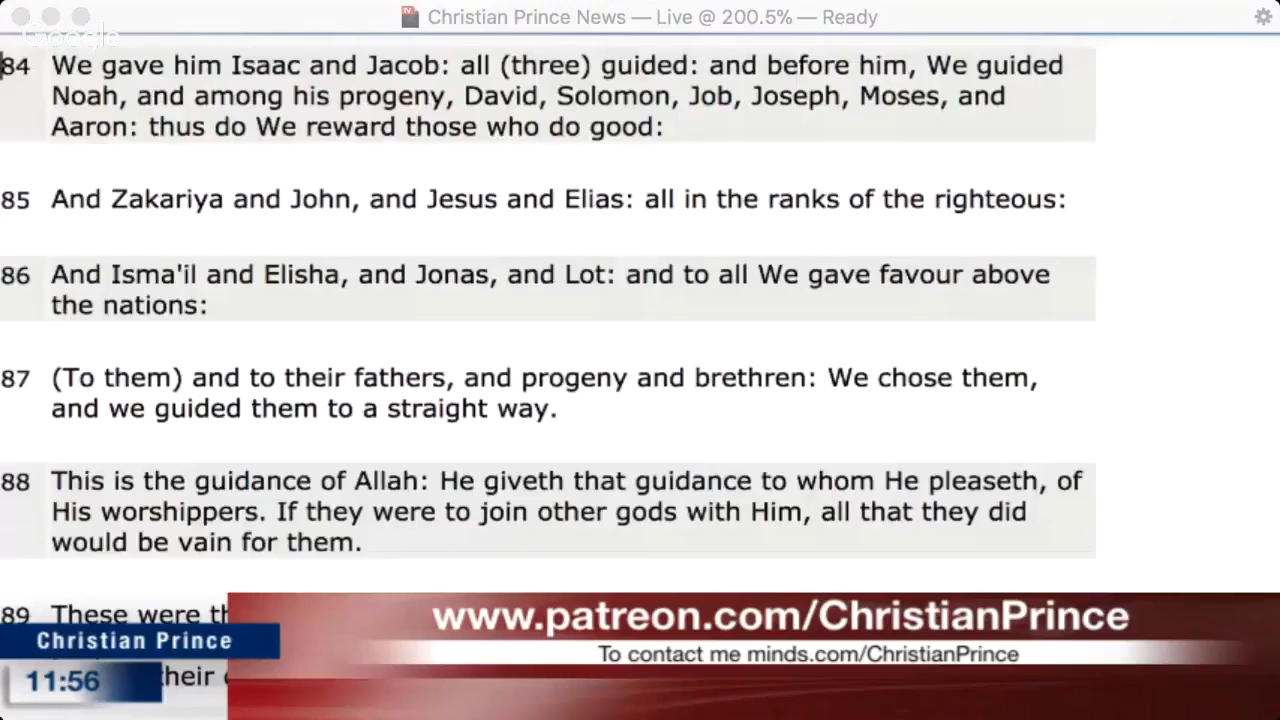 Christian Prince News — Live @ 200.5% — Ready
Google
84 We gave him Isaac and Jacob: all (three) guided: and before him, We guided
Noah, and among his progeny, David, Solomon, Job, Joseph, Moses, and
Aaron: thus do We reward those who do good:
85 And Zakariya and John, and Jesus and Elias: all in the ranks of the righteous:
86 And Isma'il and Elisha, and Jonas, and Lot: and to all We gave favour above
the nations:
87 (To them) and to their fathers, and progeny and brethren: We chose them,
and we guided them to a straight way.
88 This is the guidance of Allah: He giveth that guidance to whom He pleaseth, of
His worshippers. If they were to join other gods with Him, all that they did
would be vain for them.
89 These were
their
www.patreon.com/ChristianPrince
Christian Prince
To contact me minds.com/ChristianPrince
11:56